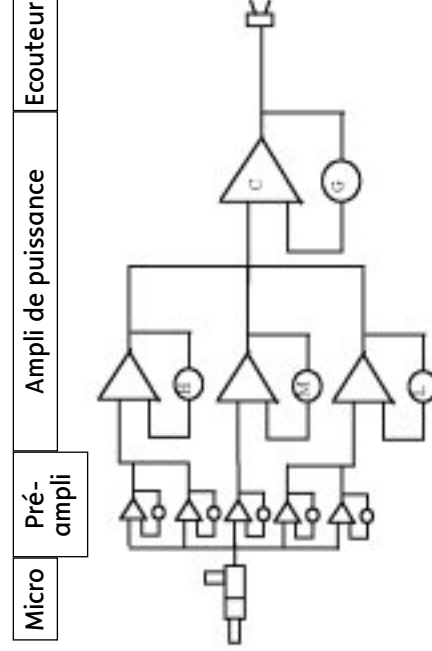 Micro
Pré-
ampli
Ampli de puissance
Ecouteur
H
M
L
C
G